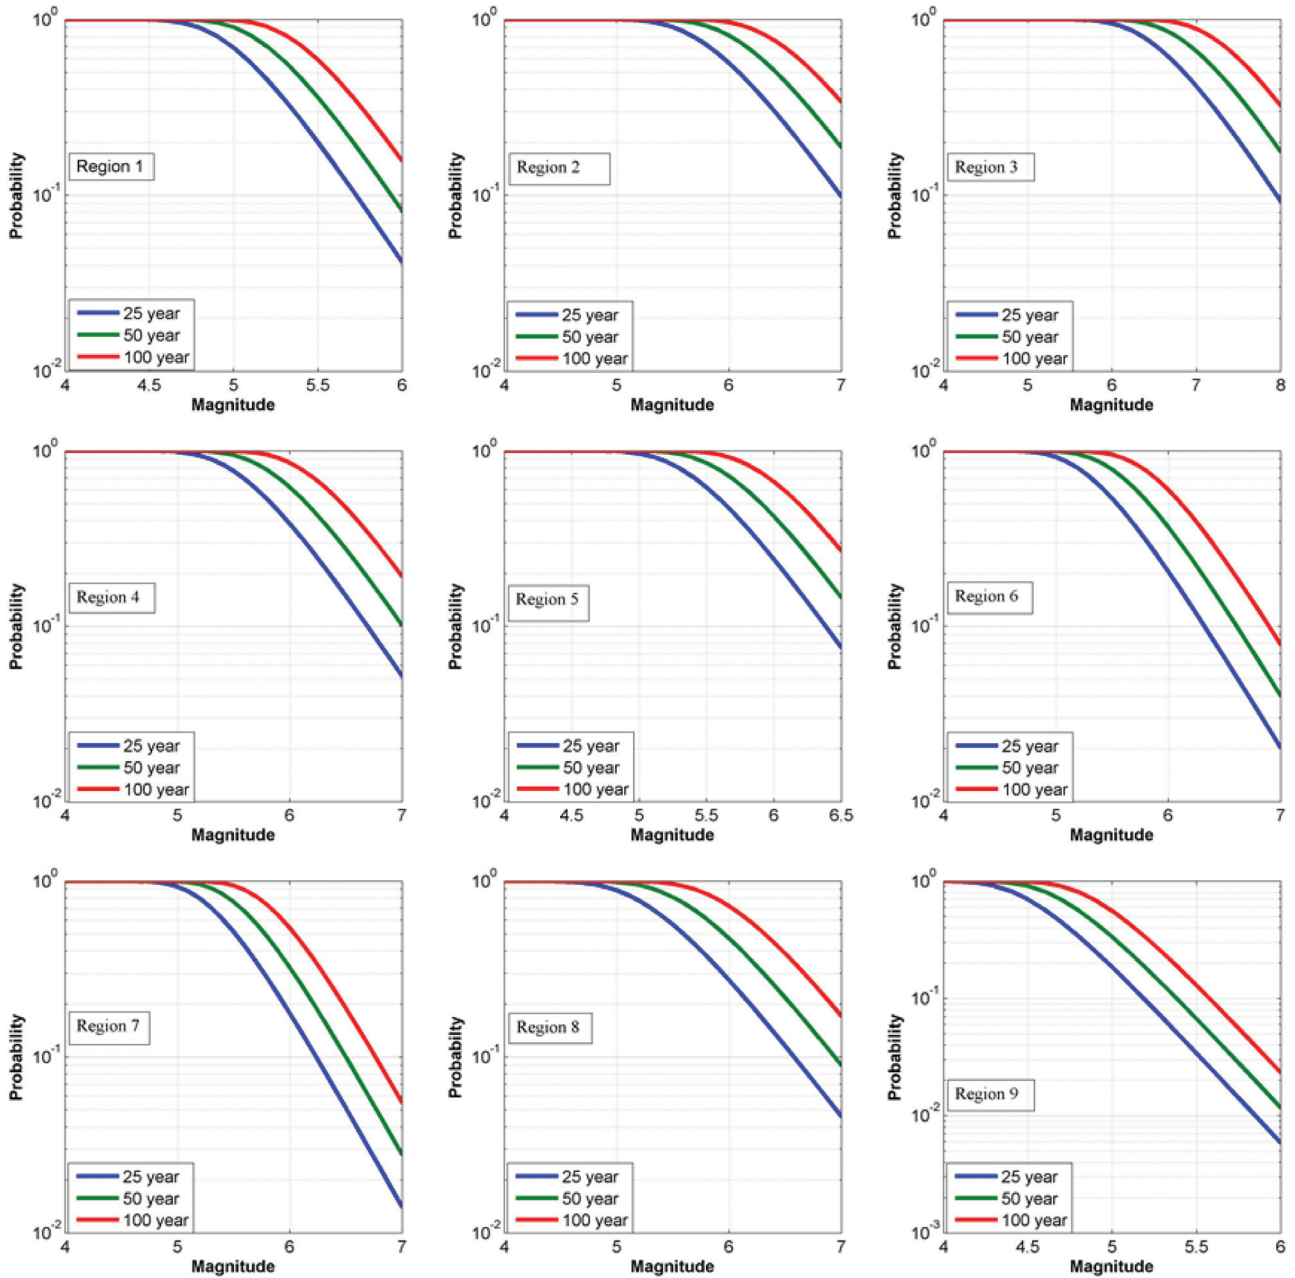 10^0
10^-1
10^-2
Probability
Region 1
25 year
50 year
100 year
4 4.5 5 5.5 6
Magnitude
10^0
10^-1
10^-2
Probability
Region 2
25 year
50 year
100 year
4 5 6 7
Magnitude
10^0
10^-1
10^-2
Probability
Region 3
25 year
50 year
100 year
4 5 6 7 8
Magnitude
10^0
10^-1
10^-2
Probability
Region 4
25 year
50 year
100 year
4 5 6 7
Magnitude
10^0
10^-1
10^-2
Probability
Region 5
25 year
50 year
100 year
4 4.5 5 5.5 6 6.5
Magnitude
10^0
10^-1
10^-2
Probability
Region 6
25 year
50 year
100 year
4 5 6 7
Magnitude
10^0
10^-1
10^-2
Probability
Region 7
25 year
50 year
100 year
4 5 6 7
Magnitude
10^0
10^-1
10^-2
Probabilty
Region 8
25 year
50 year
100 year
4 5 6 7
Magnitude
10^0
10^-1
10^-2
10^-3
Probability
Region 9
25 year
50 year
100 year
4 4.5 5 5.5 6
Magnitude